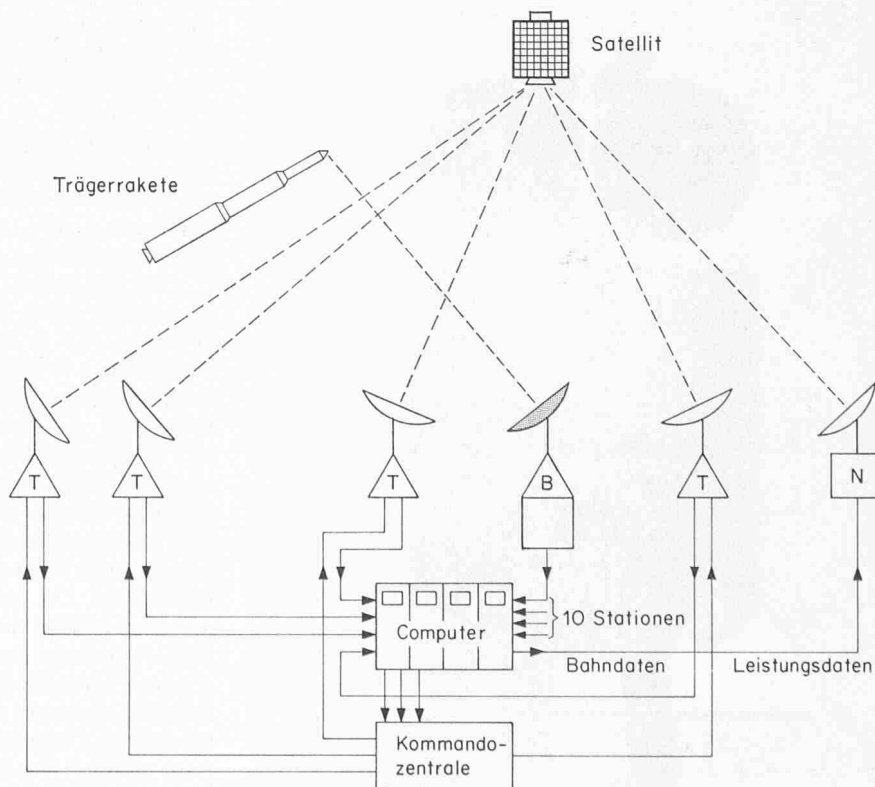 Satellit
Trägerrakete
T
T
T
B
T
N
Computer
10 Stationen
Bahndaten
Leistungsdaten
Kommando-
zentrale